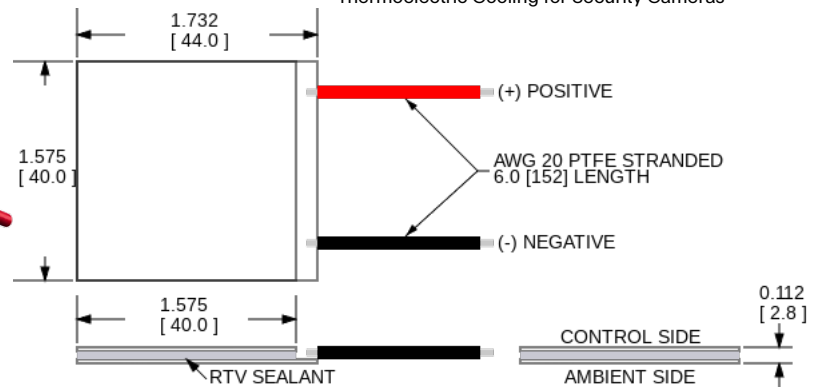 Thermoelectric Cooling for Security Cameras
1.732
[ 44.0 ]
(+) POSITIVE
1.575
[ 40.0 ]
AWG 20 PTFE STRANDED
6.0 [152] LENGTH
(-) NEGATIVE
1.575
[ 40.0 ]
0.112
[ 2.8 ]
CONTROL SIDE
RTV SEALANT
AMBIENT SIDE